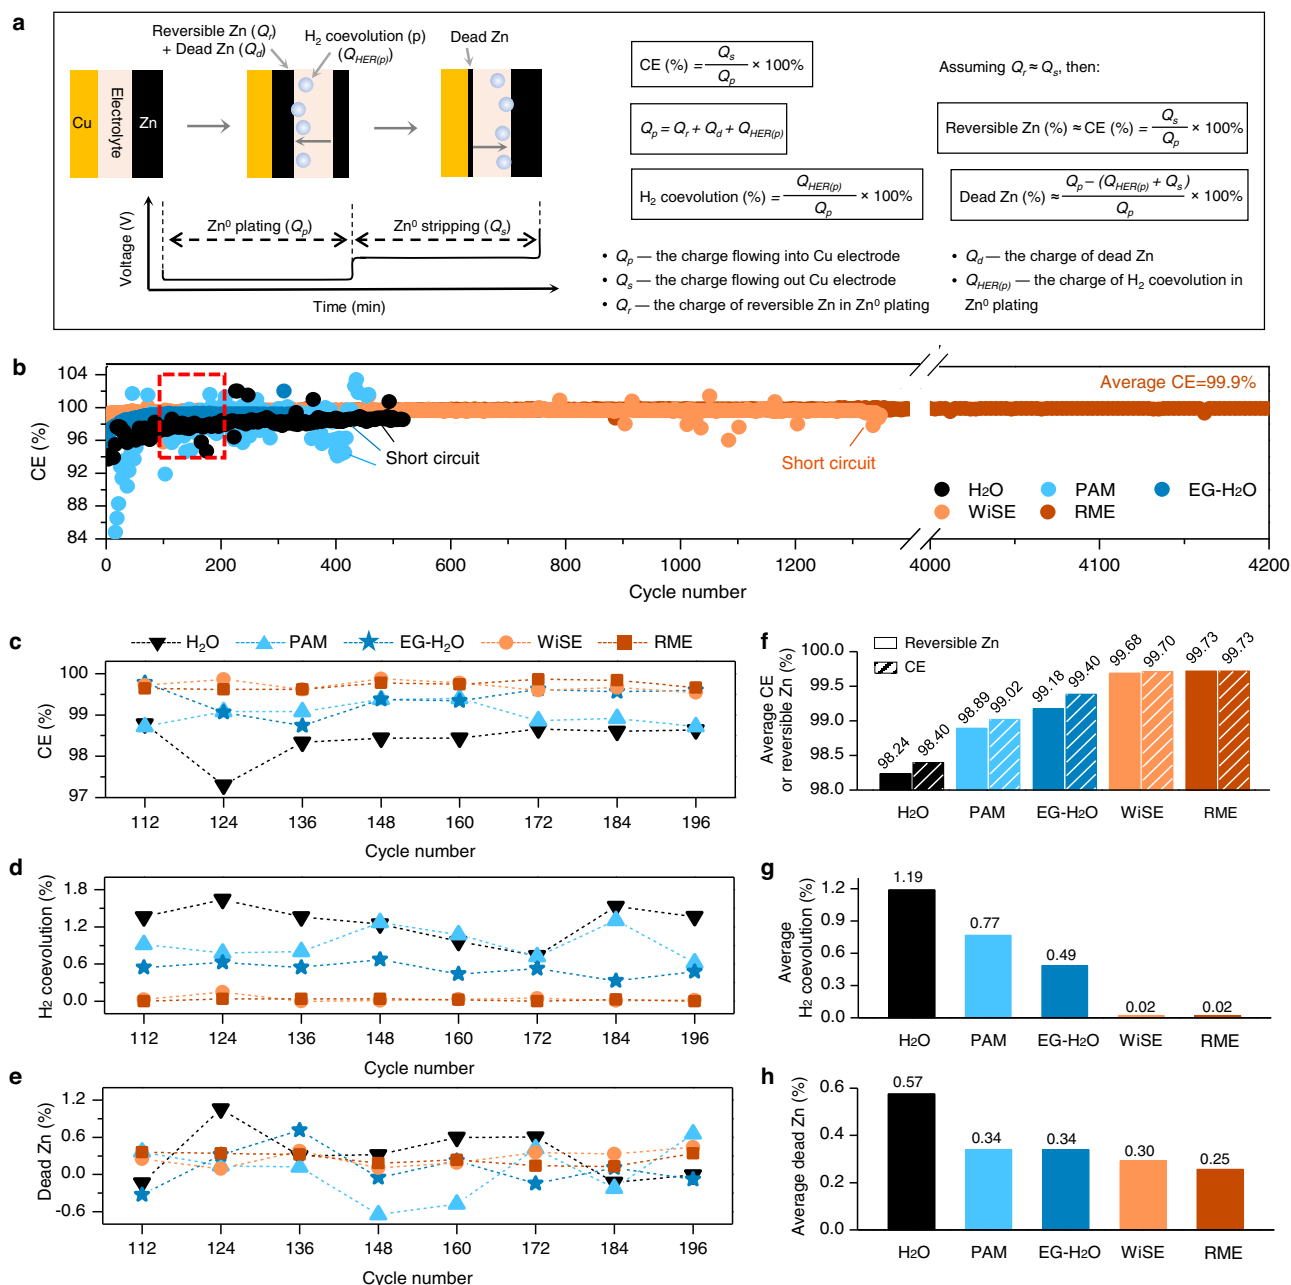 a
Reversible Zn (Qr)
+ Dead Zn (Qd)
H2 coevolution (p)
(QHER(p))
Dead Zn
Cu
Electrolyte
Zn
Voltage (V)
Zn0 plating (Qp)
Zn0 stripping (Qs)
Time (min)
CE (%) = Qs / Qp × 100%
Qp = Qr + Qd + QHER(p)
H2 coevolution (%) = QHER(p) / Qp × 100%
Assuming Qr ≈ Qs, then:
Reversible Zn (%) ≈ CE (%) = Qs / Qp × 100%
Dead Zn (%) ≈ Qp – (QHER(p) + Qs) / Qp × 100%
• Qp — the charge flowing into Cu electrode
• Qs — the charge flowing out Cu electrode
• Qr — the charge of reversible Zn in Zn0 plating
• Qd — the charge of dead Zn
• QHER(p) — the charge of H2 coevolution in
Zn0 plating
b
CE (%)
104
100
96
92
88
84
Average CE=99.9%
Short circuit
Short circuit
H2O
PAM
EG-H2O
WiSE
RME
0 200 400 600 800 1000 1200 4000 4100 4200
Cycle number
c
H2O PAM EG-H2O WiSE RME
CE (%)
100
99
98
97
112 124 136 148 160 172 184 196
Cycle number
d
H2 coevolution (%)
1.8
1.2
0.6
0.0
112 124 136 148 160 172 184 196
Cycle number
e
Dead Zn (%)
1.2
0.6
0.0
-0.6
112 124 136 148 160 172 184 196
Cycle number
f
Average CE
or reversible Zn (%)
100.0
99.5
99.0
98.5
98.0
Reversible Zn
CE
98.24 98.40 98.89 99.02 99.18 99.40 99.68 99.70 99.73 99.73
H2O PAM EG-H2O WiSE RME
g
Average
H2 coevolution (%)
1.2
0.9
0.6
0.3
0.0
1.19 0.77 0.49 0.02 0.02
H2O PAM EG-H2O WiSE RME
h
Average dead Zn (%)
0.6
0.4
0.2
0.0
0.57 0.34 0.34 0.30 0.25
H2O PAM EG-H2O WiSE RME